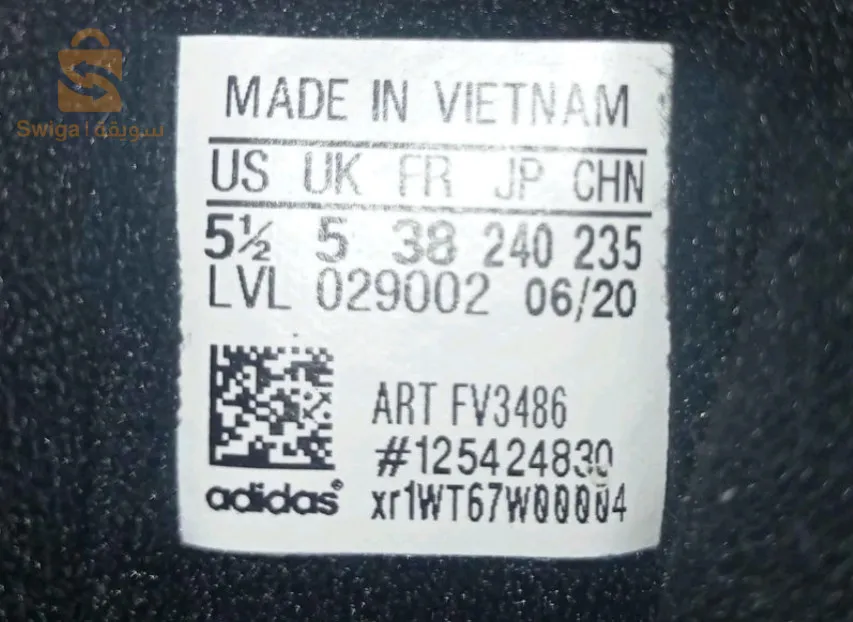 Swiga | سويقة
MADE IN VIETNAM
US UK FR JP CHN
5½ 5 38 240 235
LVL 029002 06/20
ART FV3486
#125424830
adidas® xr1WT67W00004